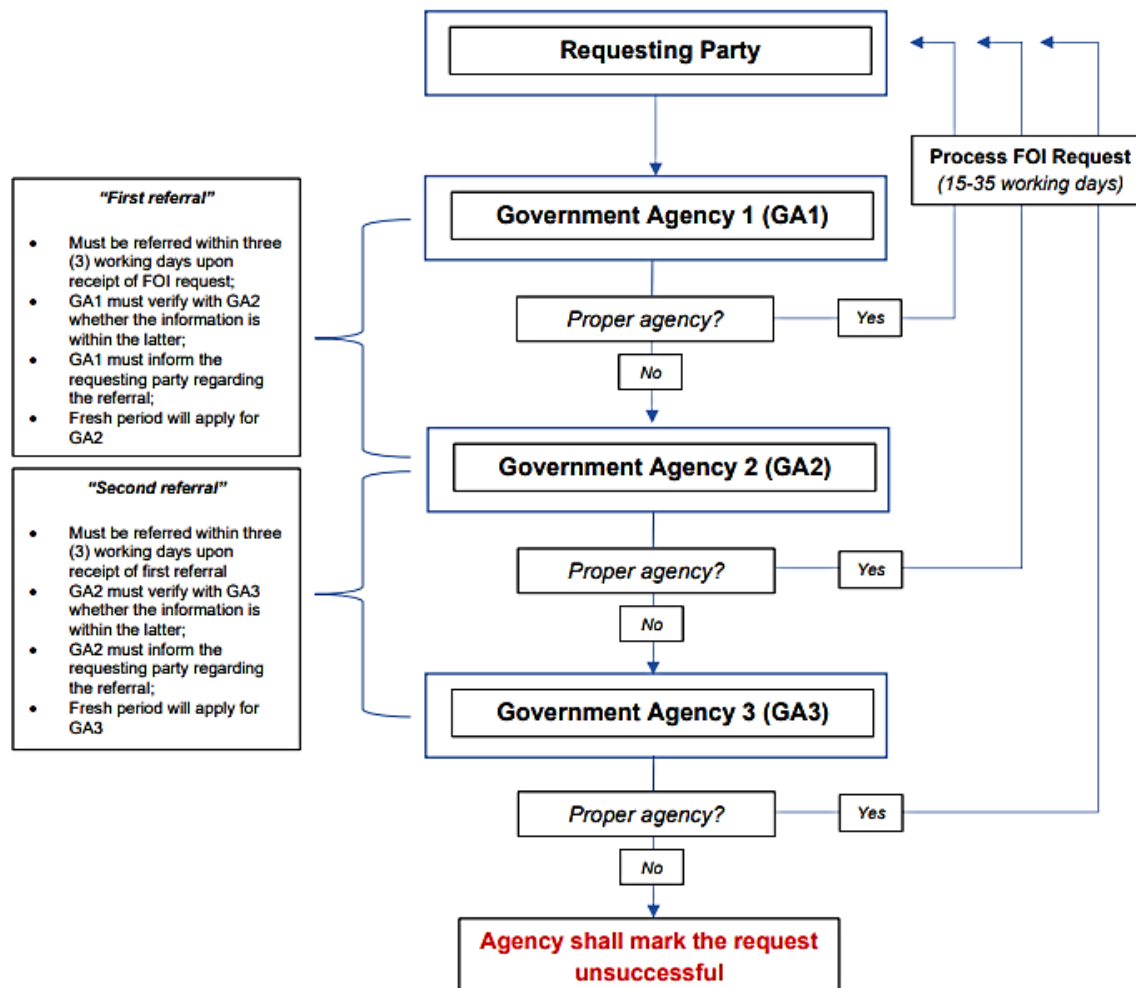 Requesting Party
Process FOI Request
(15-35 working days)
“First referral”
• Must be referred within three
(3) working days upon
receipt of FOI request;
• GA1 must verify with GA2
whether the information is
within the latter;
• GA1 must inform the
requesting party regarding
the referral;
• Fresh period will apply for
GA2
Government Agency 1 (GA1)
Proper agency?
Yes
No
Government Agency 2 (GA2)
“Second referral”
• Must be referred within three
(3) working days upon
receipt of first referral
• GA2 must verify with GA3
whether the information is
within the latter;
• GA2 must inform the
requesting party regarding
the referral;
• Fresh period will apply for
GA3
Proper agency?
Yes
No
Government Agency 3 (GA3)
Proper agency?
Yes
No
Agency shall mark the request
unsuccessful